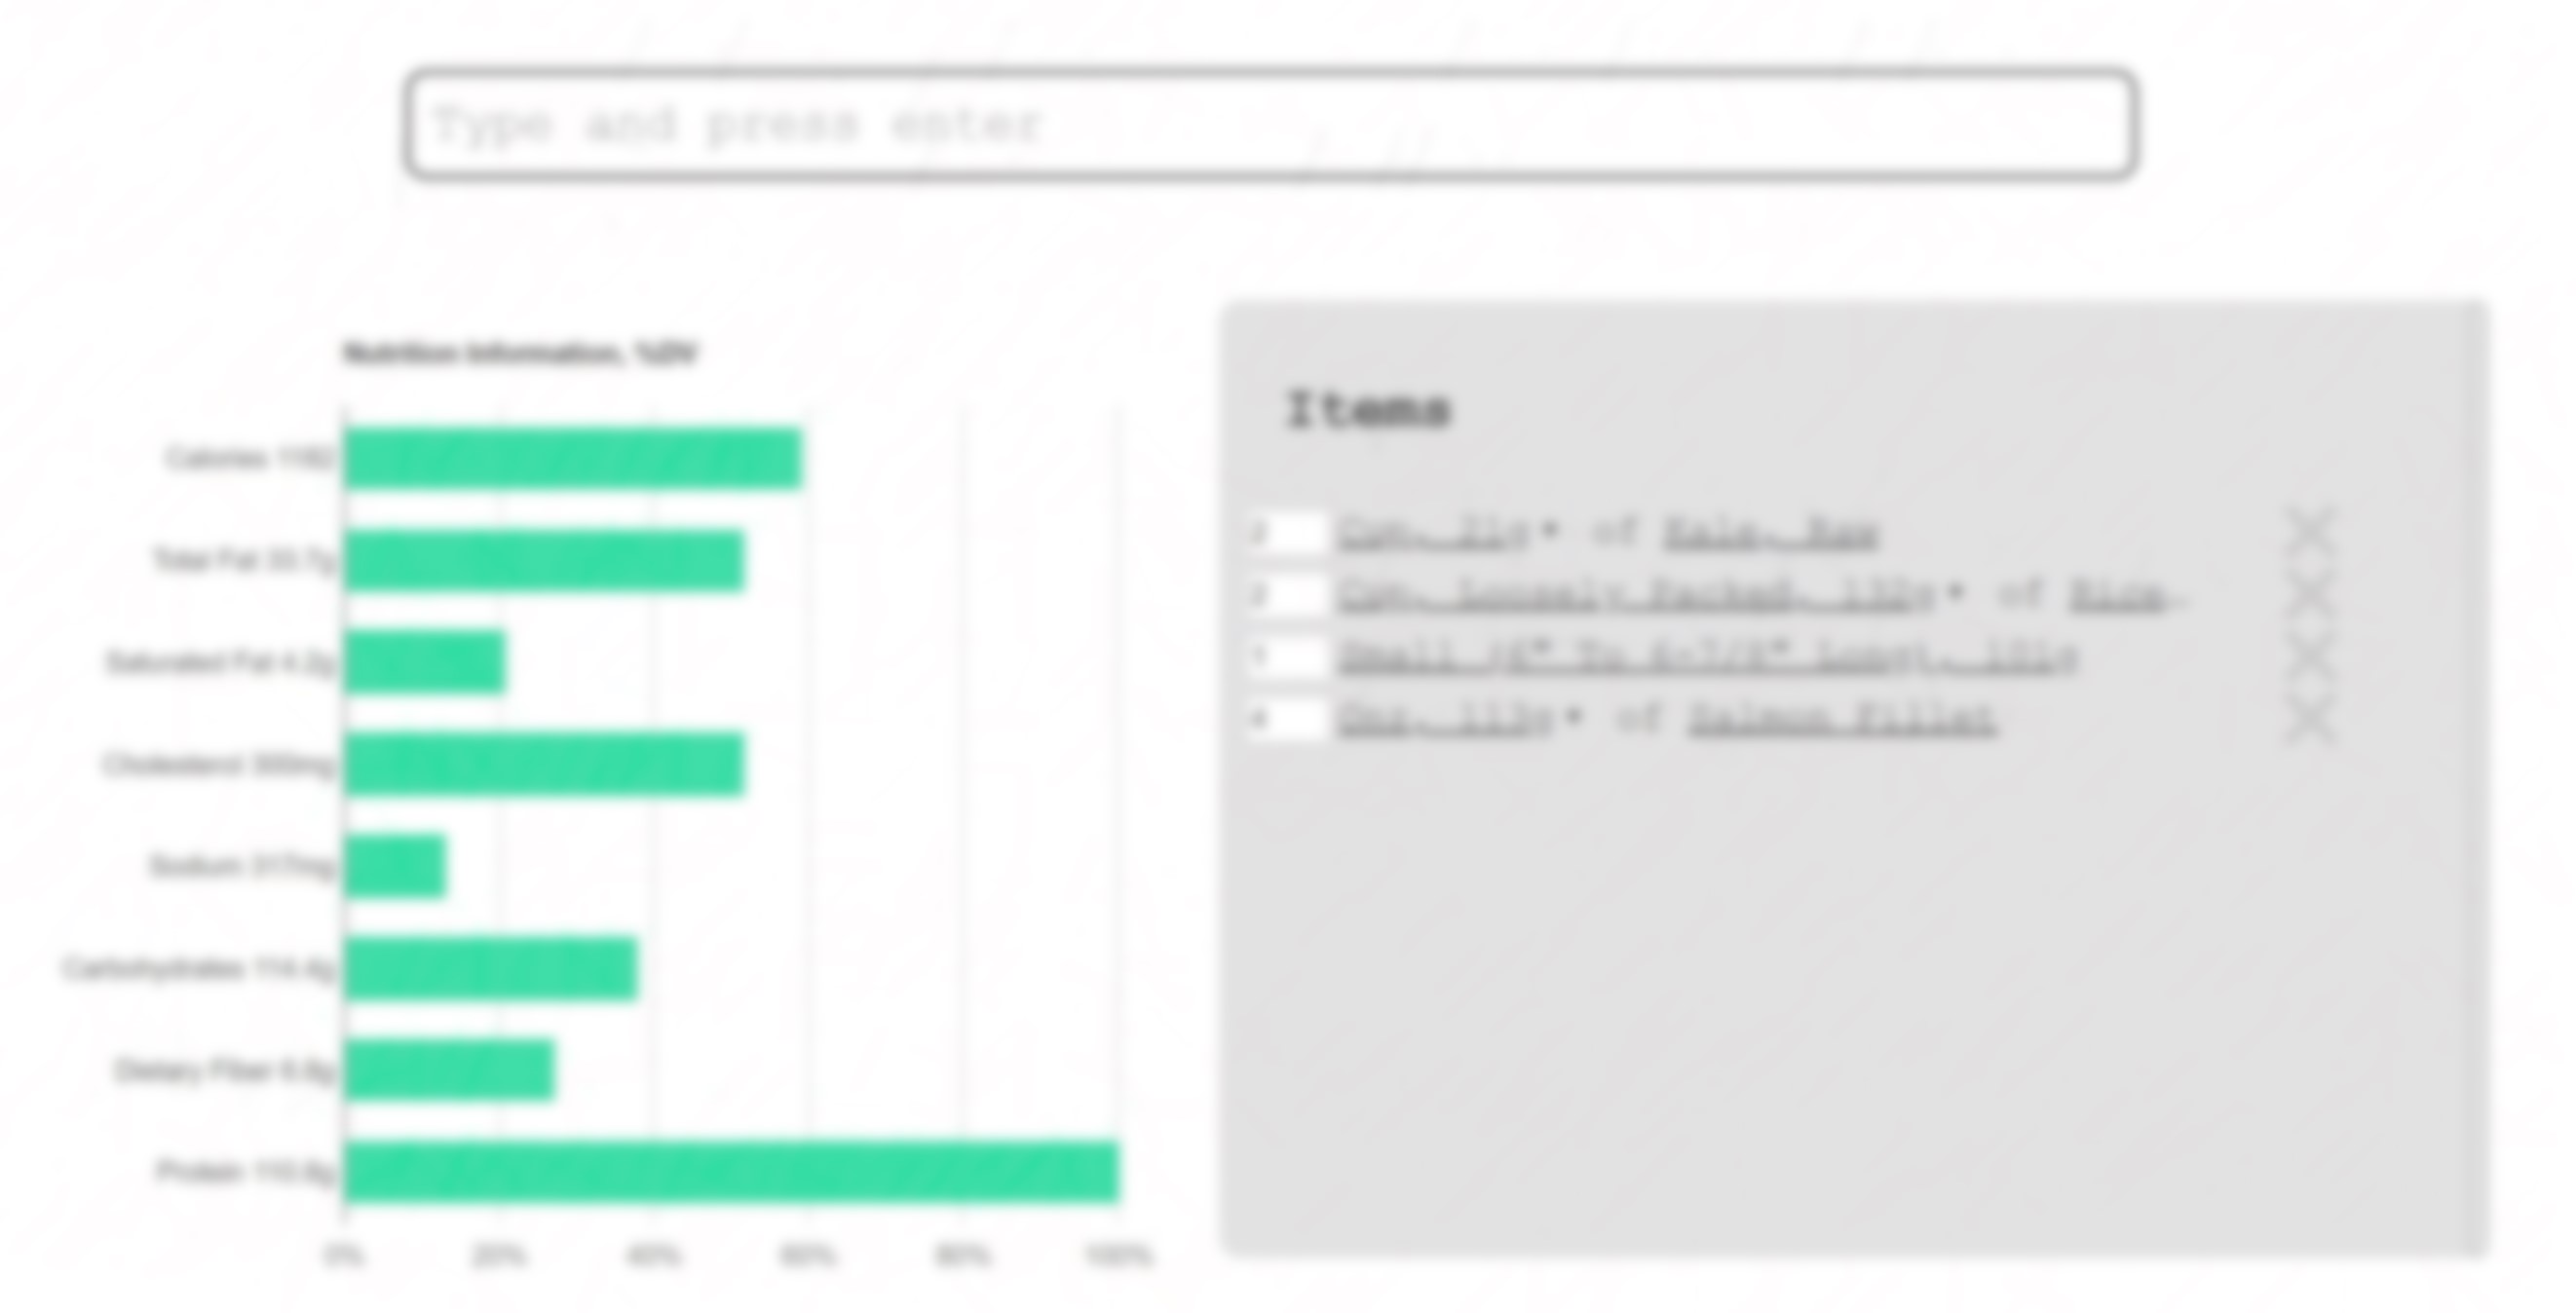 Type and press enter
Nutrition Information, %DV
Calories 1182
Total Fat 33.7g
Saturated Fat 4.2g
Cholesterol
Sodium 317mg
Carbohydrates 114.4g
Dietary Fiber 6.8g
Protein 110.8g
0% 20% 40% 60% 80% 100%
Items
2 Cup, 21g • of Kale, Raw
2 Cup, Loosely Packed, 132g • of Rice,
1 Small (6" To 6-7/8" Long), 101g
4 113g • of Salmon Fillet